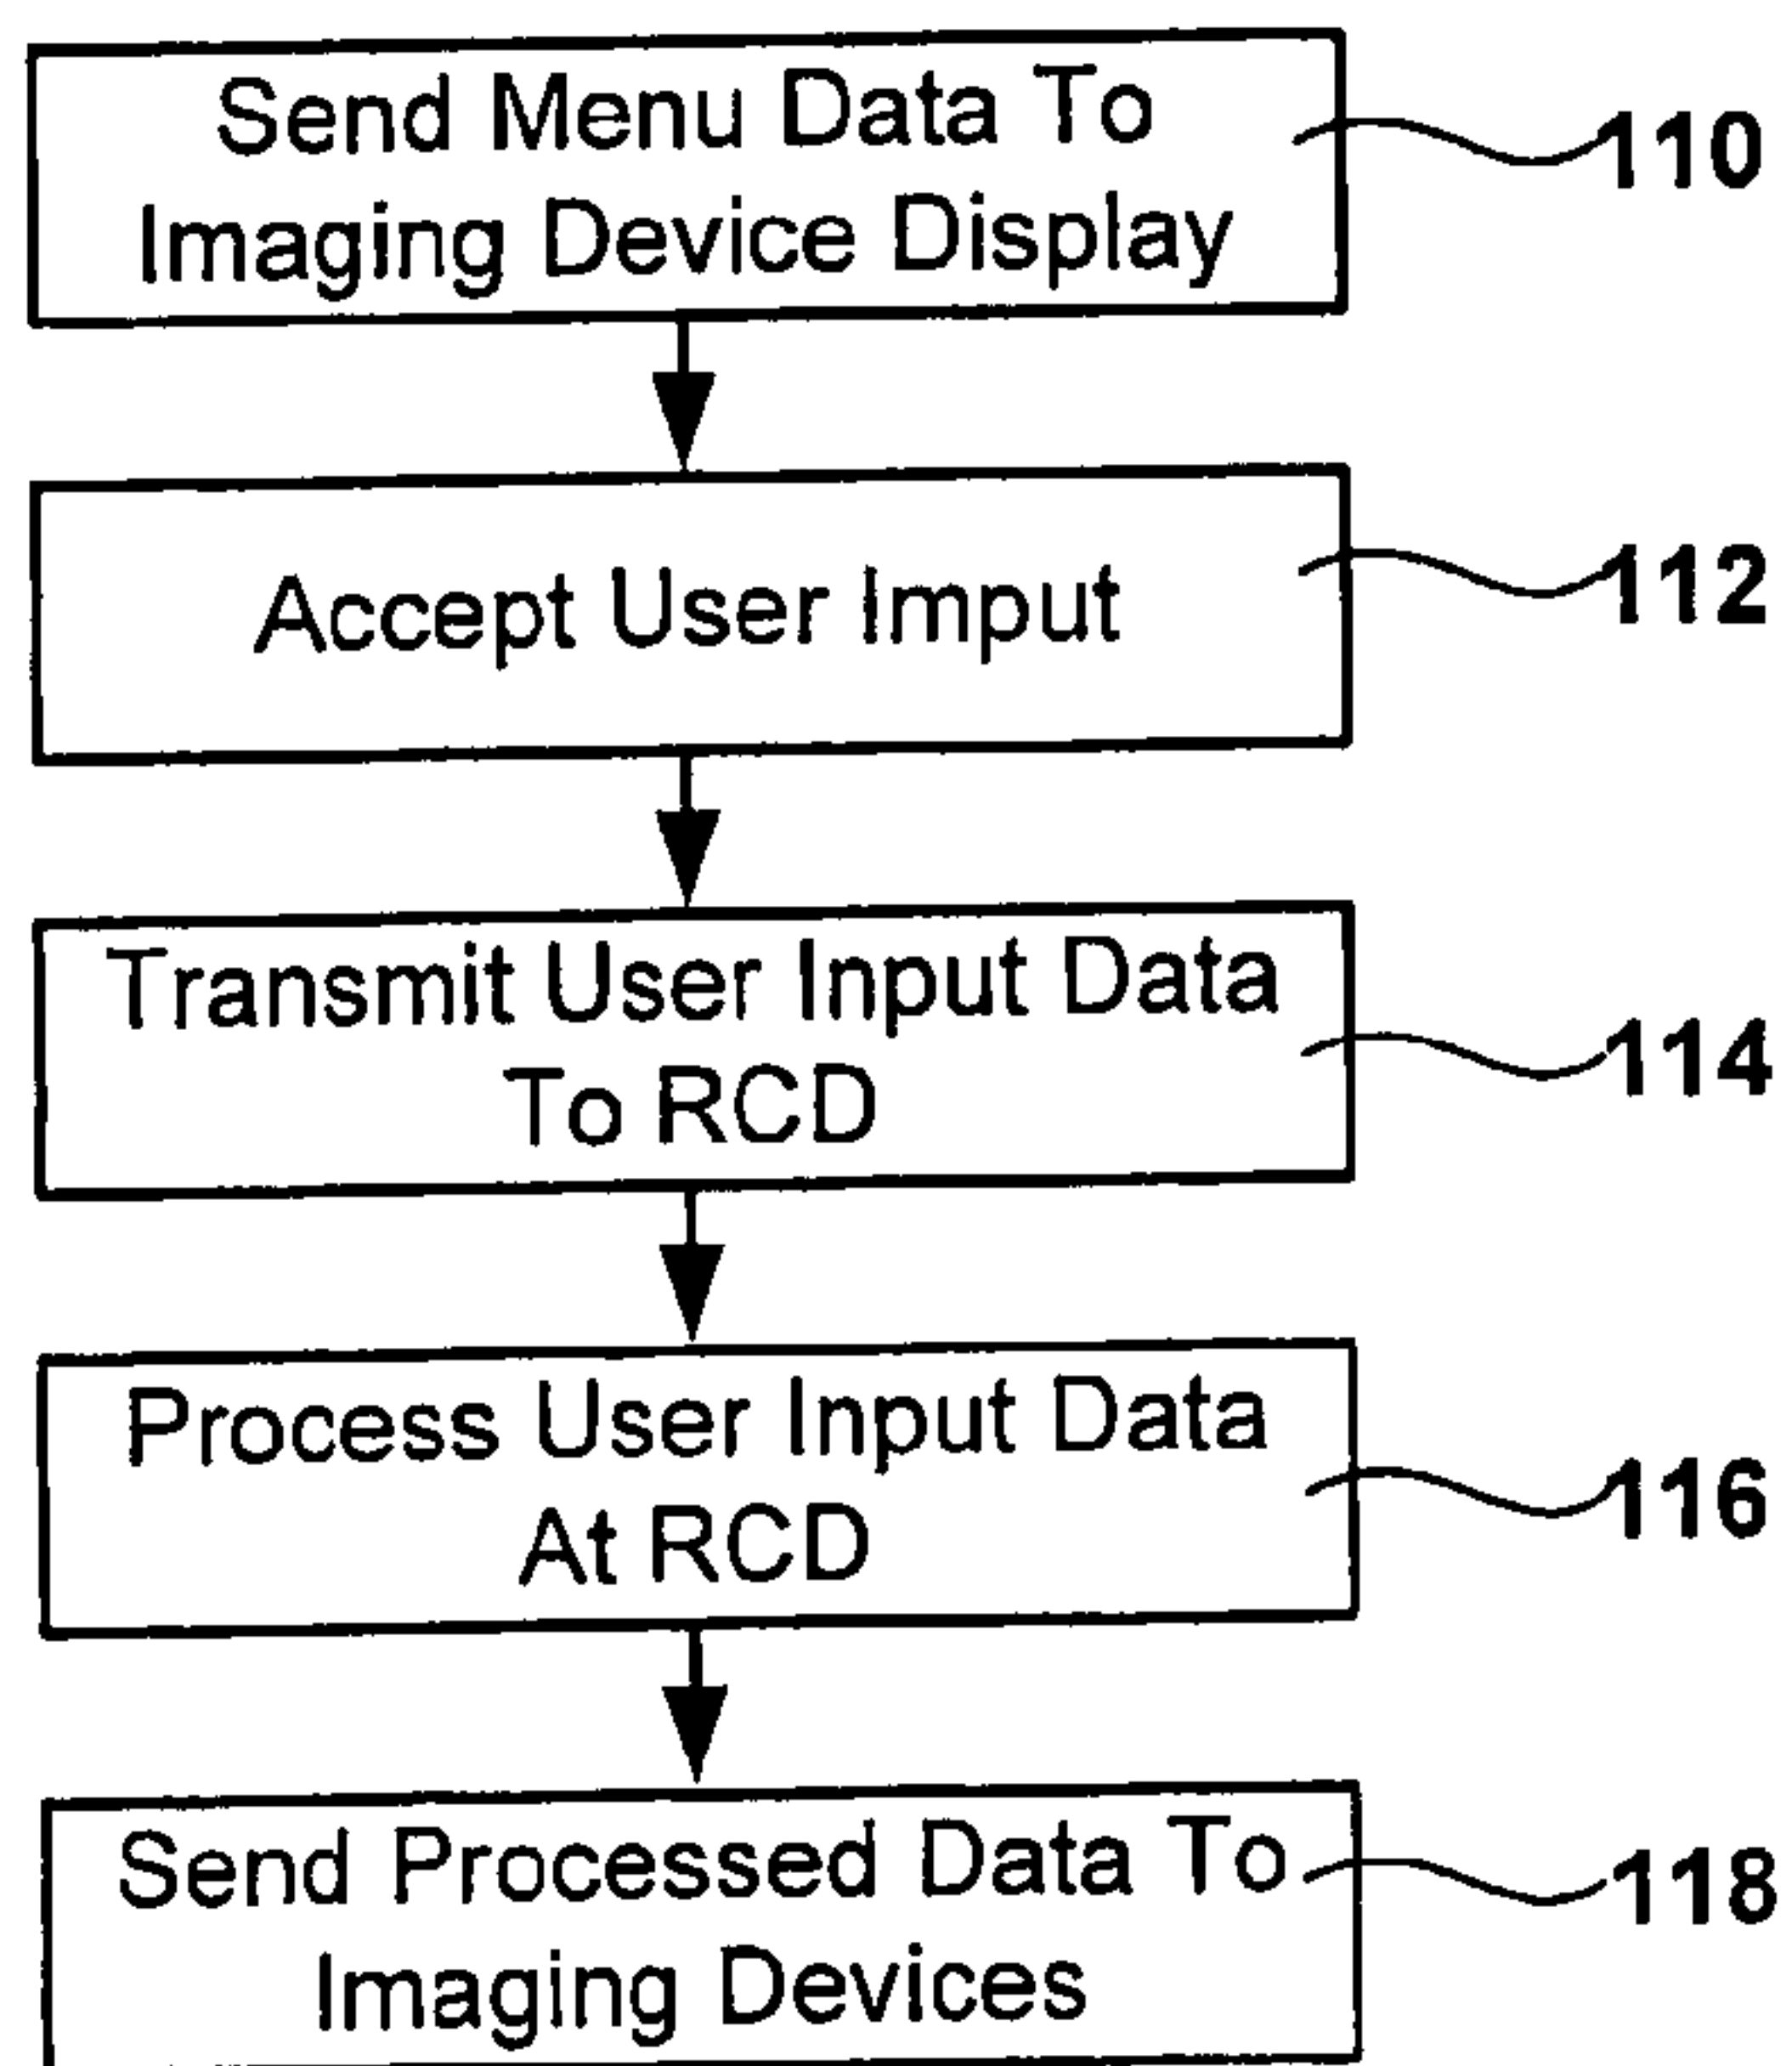 Send Menu Data To
Imaging Device Display
110
Accept User Imput
112
Transmit User Input Data
To RCD
114
Process User Input Data
At RCD
116
Send Processed Data To
Imaging Devices
118